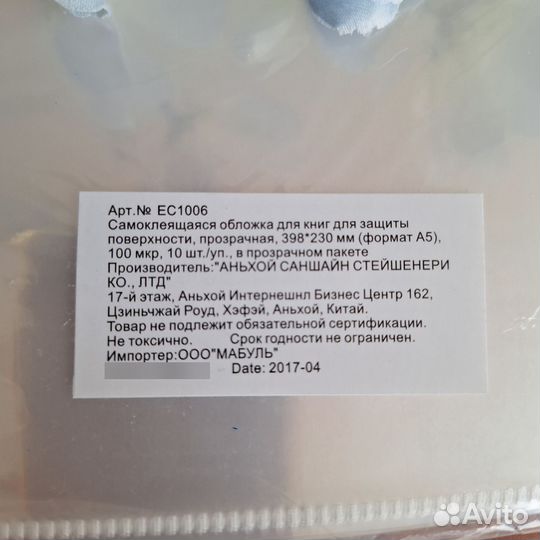 Арт.№ EC1006
Самоклеящаяся обложка для книг для защиты
поверхности, прозрачная, 398*230 мм (формат А5),
100 мкр, 10 шт./уп., в прозрачном пакете
Производитель:"АНЬХОЙ САНШАЙН СТЕЙШЕНЕРИ
КО., ЛТД"
17-й этаж, Аньхой Интернешнл Бизнес Центр 162,
Цзиньчжай Роуд, Хэфэй, Аньхой, Китай.
Товар не подлежит обязательной сертификации.
Не токсично. Срок годности не ограничен.
Импортер:ООО"МАБУЛЬ"
Date: 2017-04
Avito